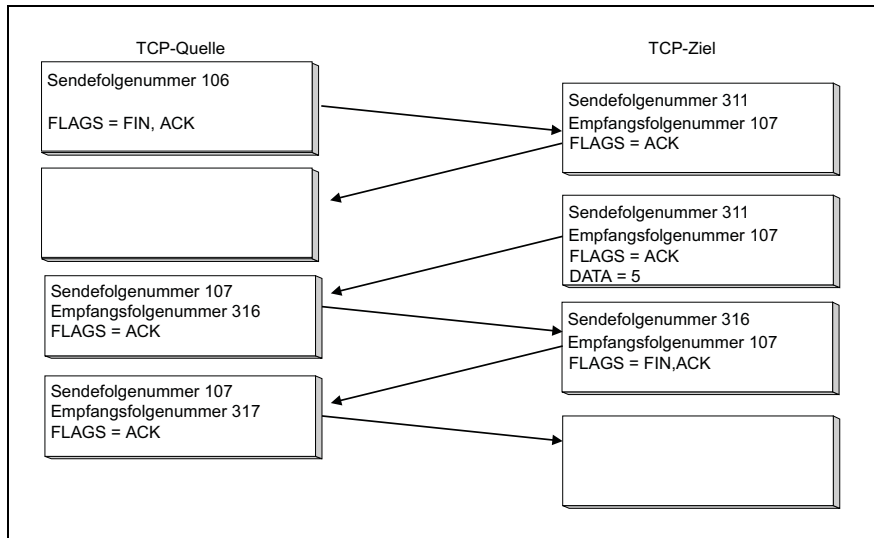 TCP-Quelle
TCP-Ziel
Sendefolgenummer 106
FLAGS = FIN, ACK
Sendefolgenummer 311
Empfangsfolgenummer 107
FLAGS = ACK
Sendefolgenummer 311
Empfangsfolgenummer 107
FLAGS = ACK
DATA = 5
Sendefolgenummer 107
Empfangsfolgenummer 316
FLAGS = ACK
Sendefolgenummer 316
Empfangsfolgenummer 107
FLAGS = FIN,ACK
Sendefolgenummer 107
Empfangsfolgenummer 317
FLAGS = ACK